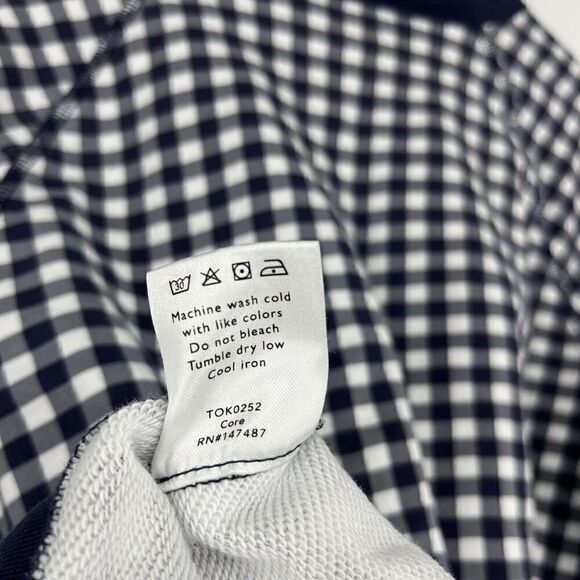 30
Machine wash cold
with like colors
Do not bleach
Tumble dry low
Cool iron
TOK0252
Core
RN#147487